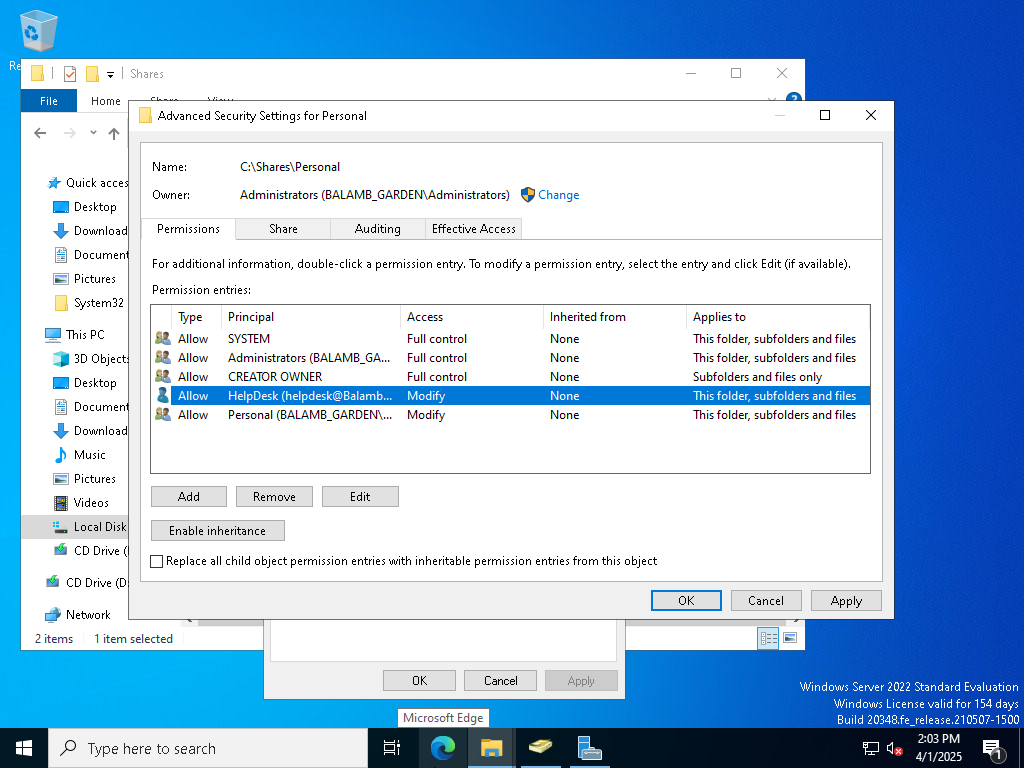 Re
Shares
File
Home
Share
View
?
Advanced Security Settings for Personal
Name:
C:\Shares\Personal
Owner:
Administrators (BALAMB_GARDEN\Administrators)
Change
Permissions
Share
Auditing
Effective Access
For additional information, double-click a permission entry. To modify a permission entry, select the entry and click Edit (if available).
Permission entries:
Type Principal Access Inherited from Applies to
Allow SYSTEM Full control None This folder, subfolders and files
Allow Administrators (BALAMB_GA... Full control None This folder, subfolders and files
Allow CREATOR OWNER Full control None Subfolders and files only
Allow HelpDesk (helpdesk@Balamb... Modify None This folder, subfolders and files
Allow Personal (BALAMB_GARDEN\... Modify None This folder, subfolders and files
Add
Remove
Edit
Enable inheritance
Replace all child object permission entries with inheritable permission entries from this object
OK
Cancel
Apply
Quick acces
Desktop
Download
Document
Pictures
System32
This PC
3D Objects
Desktop
Document
Download
Music
Pictures
Videos
Local Disk
CD Drive (
CD Drive (D:
Network
2 items
1 item selected
OK
Cancel
Apply
Microsoft Edge
Windows Server 2022 Standard Evaluation
Windows License valid for 154 days
Build 20348.fe_release.210507-1500
Type here to search
2:03 PM
4/1/2025
1